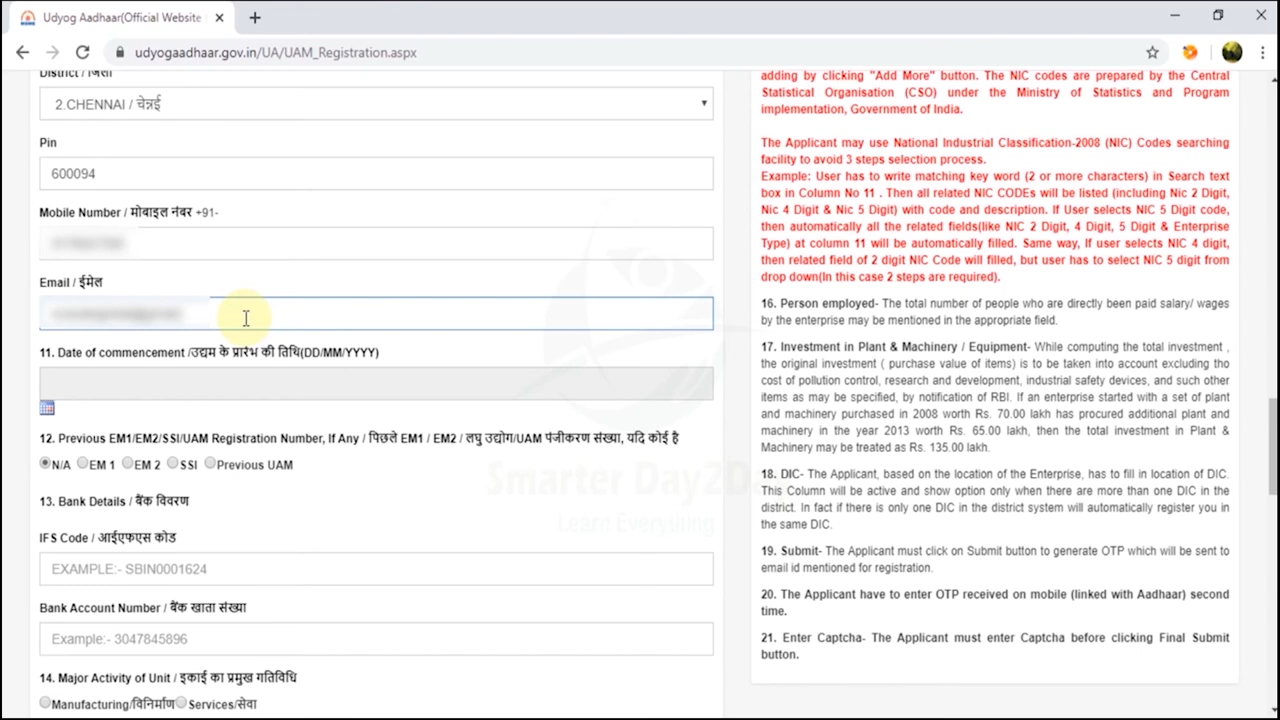 Udyog Aadhaar(Official Website
udyogaadhaar.gov.in/UA/UAM_Registration.aspx
District / जिला
2.CHENNAI / चेन्नई
Pin
600094
Mobile Number / मोबाइल नंबर +91-
Email / ईमेल
11. Date of commencement /उद्यम के प्रारंभ की तिथि(DD/MM/YYYY)
12. Previous EM1/EM2/SSI/UAM Registration Number, If Any / पिछले EM1 / EM2 / लघु उद्योग/UAM पंजीकरण संख्या, यदि कोई है
N/A EM 1 EM 2 SSI Previous UAM
13. Bank Details / बैंक विवरण
IFS Code / आईएफएस कोड
EXAMPLE:- SBIN0001624
Bank Account Number / बैंक खाता संख्या
Example:- 3047845896
14. Major Activity of Unit / इकाई का प्रमुख गतिविधि
Manufacturing/विनिर्माण Services/सेवा
adding by clicking "Add More" button. The NIC codes are prepared by the Central
Statistical Organisation (CSO) under the Ministry of Statistics and Program
implementation, Government of India.
The Applicant may use National Industrial Classification-2008 (NIC) Codes searching
facility to avoid 3 steps selection process.
Example: User has to write matching key word (2 or more characters) in Search text
box in Column No 11 . Then all related NIC CODEs will be listed (including Nic 2 Digit,
Nic 4 Digit & Nic 5 Digit) with code and description. If User selects NIC 5 Digit code,
then automatically all the related fields(like NIC 2 Digit, 4 Digit, 5 Digit & Enterprise
Type) at column 11 will be automatically filled. Same way, If user selects NIC 4 digit,
then related field of 2 digit NIC Code will filled, but user has to select NIC 5 digit from
drop down(In this case 2 steps are required).
16. Person employed- The total number of people who are directly been paid salary/ wages
by the enterprise may be mentioned in the appropriate field.
17. Investment in Plant & Machinery / Equipment- While computing the total investment ,
the original investment ( purchase value of items) is to be taken into account excluding tho
cost of pollution control, research and development, industrial safety devices, and such other
items as may be specified, by notification of RBI. If an enterprise started with a set of plant
and machinery purchased in 2008 worth Rs. 70.00 lakh has procured additional plant and
machinery in the year 2013 worth Rs. 65.00 lakh, then the total investment in Plant &
Machinery may be treated as Rs. 135.00 lakh.
18. DIC- The Applicant, based on the location of the Enterprise, has to fill in location of DIC.
This Column will be active and show option only when there are more than one DIC in the
district. In fact if there is only one DIC in the district system will automatically register you in
the same DIC.
19. Submit- The Applicant must click on Submit button to generate OTP which will be sent to
email id mentioned for registration.
20. The Applicant have to enter OTP received on mobile (linked with Aadhaar) second
time.
21. Enter Captcha- The Applicant must enter Captcha before clicking Final Submit
button.
Smarter Day2Da
Learn Everything